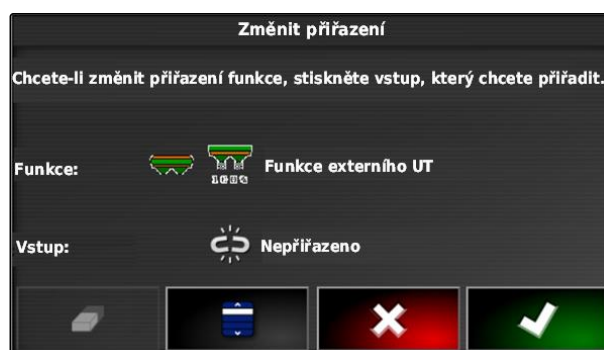 Změnit přiřazení
Chcete-li změnit přiřazení funkce, stiskněte vstup, který chcete přiřadit.
Funkce: Funkce externího UT
Vstup: Nepřiřazeno